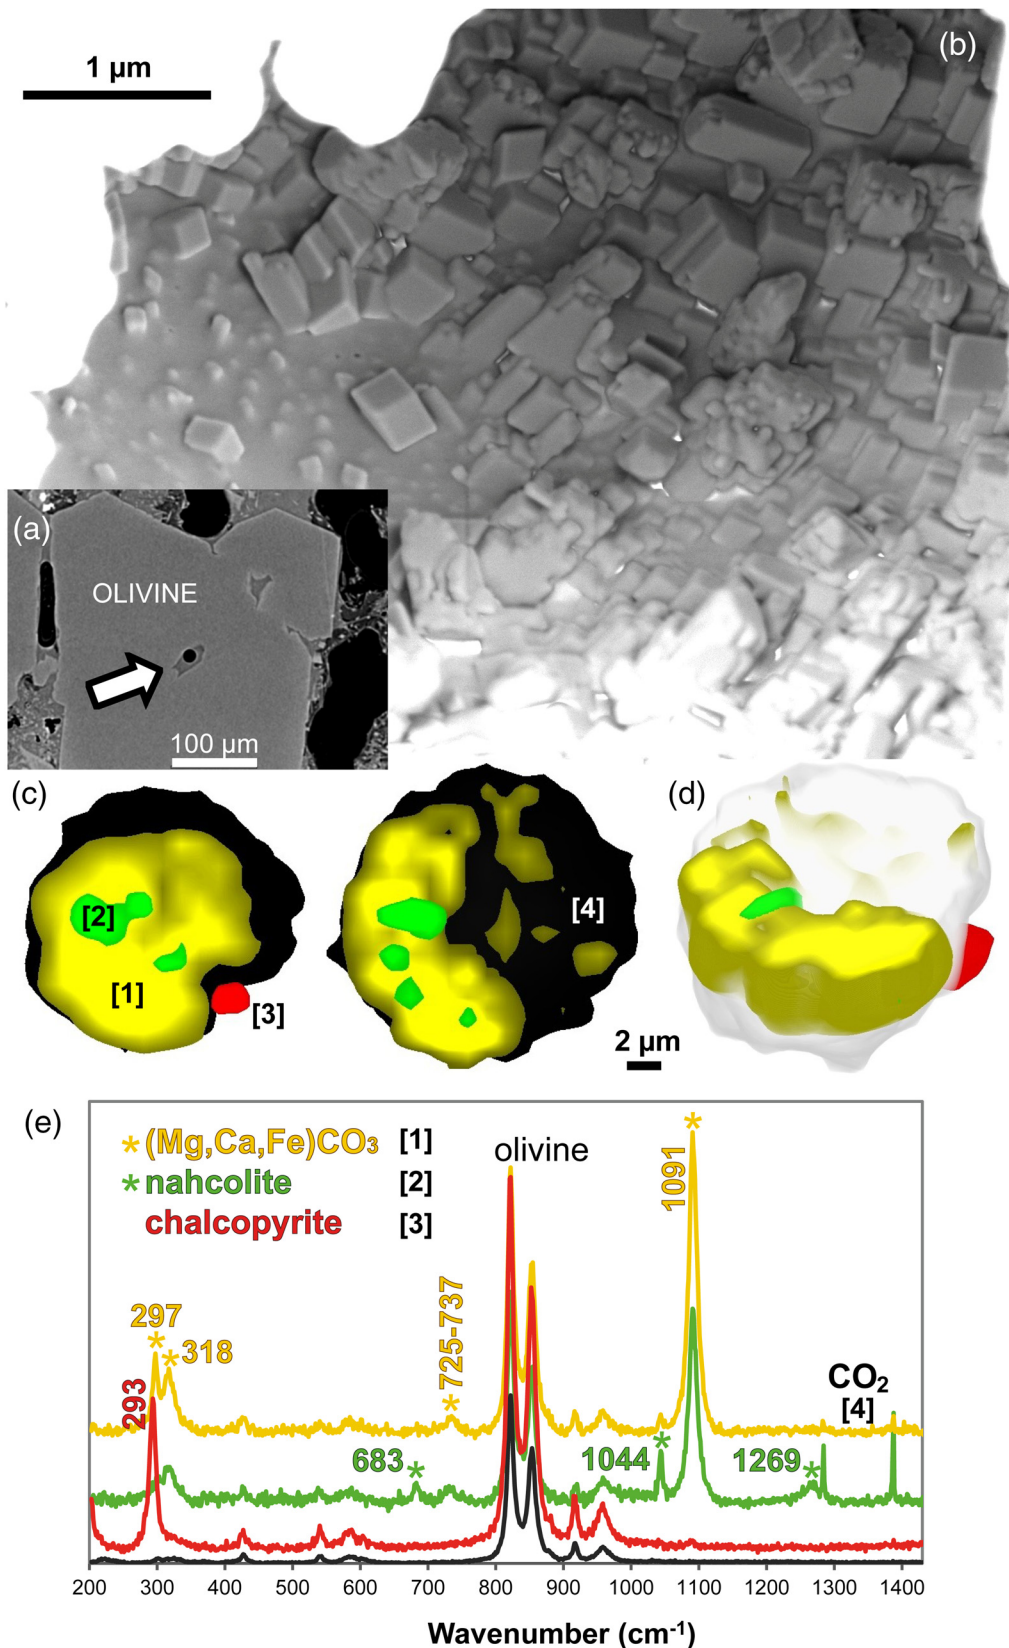 1 µm
(b)
(a)
OLIVINE
100 µm
(c)
(d)
[2]
[1]
[3]
[4]
2 µm
(e)
* (Mg,Ca,Fe)CO₃ [1]
* nahcolite [2]
chalcopyrite [3]
olivine
1091
297
318
725-737
293
CO₂
[4]
683
1044
1269
200 300 400 500 600 700 800 900 1000 1100 1200 1300 1400
Wavenumber (cm⁻¹)